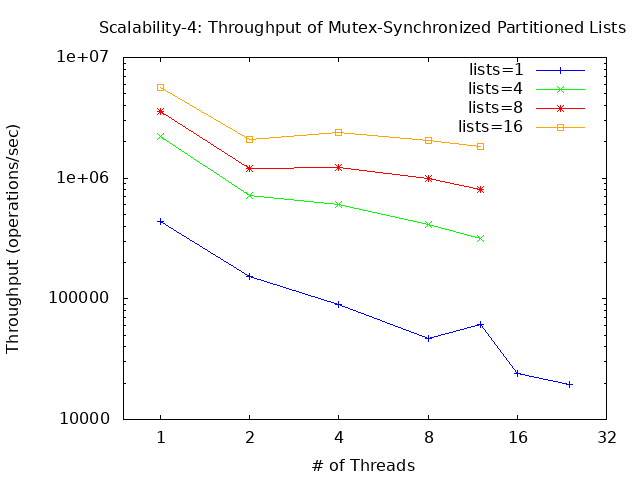 Scalability-4: Throughput of Mutex-Synchronized Partitioned Lists
1e+07
1e+06
100000
10000
Throughput (operations/sec)
lists=1
lists=4
lists=8
lists=16
1 2 4 8 16 32
# of Threads